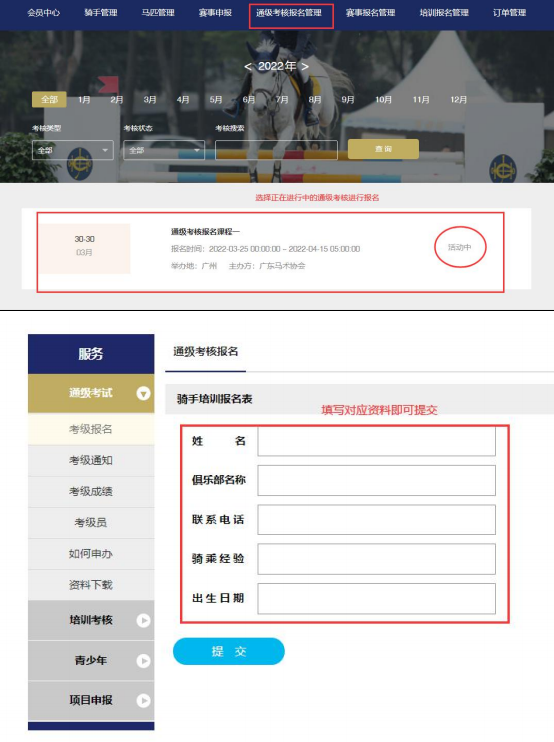 会员中心 骑手管理 马匹管理 赛事申报 通级考核报名管理 赛事报名管理 培训报名管理 订单管理
< 2022年 >
全部 1月 2月 3月 4月 5月 6月 7月 8月 9月 10月 11月 12月
考核类型 考核状态 考核搜索
全部 全部 查 询
选择正在进行中的通级考核进行报名
30-30
03月
通级考核报名课程一
报名时间：2022-03-25 00:00:00 - 2022-04-15 05:00:00
举办地：广州 主办方：广东马术协会
活动中
服务
通级考核报名
通级考试
骑手培训报名表
填写对应资料即可提交
考级报名
考级通知
考级成绩
考级员
如何申办
资料下载
培训考核
青少年
项目申报
姓 名
俱乐部名称
联系电话
骑乘经验
出生日期
提 交